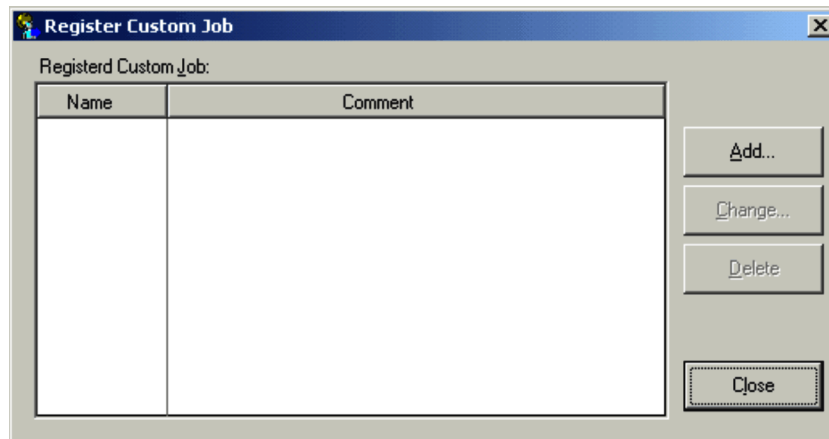 Register Custom Job
Registerd Custom Job:
Name Comment
Add...
Change...
Delete
Close